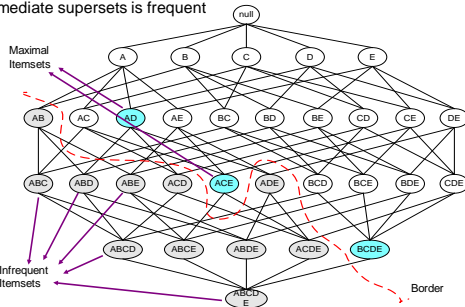 mediate supersets is frequent
null
Maximal
Itemsets
A B C D E
AB AC AD AE BC BD BE CD CE DE
ABC ABD ABE ACD ACE ADE BCD BCE BDE CDE
ABCD ABCE ABDE ACDE BCDE
Infrequent
Itemsets
Border
ABCD
E